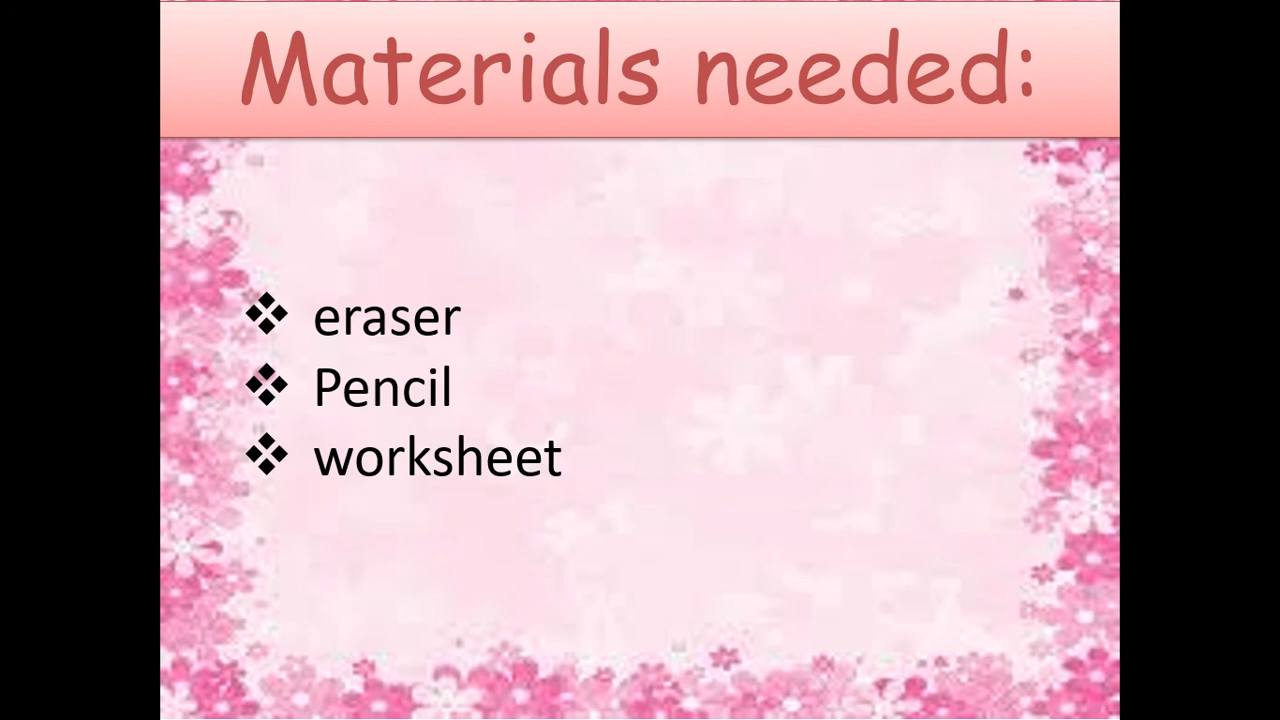 Materials needed:
❖ eraser
❖ Pencil
❖ worksheet